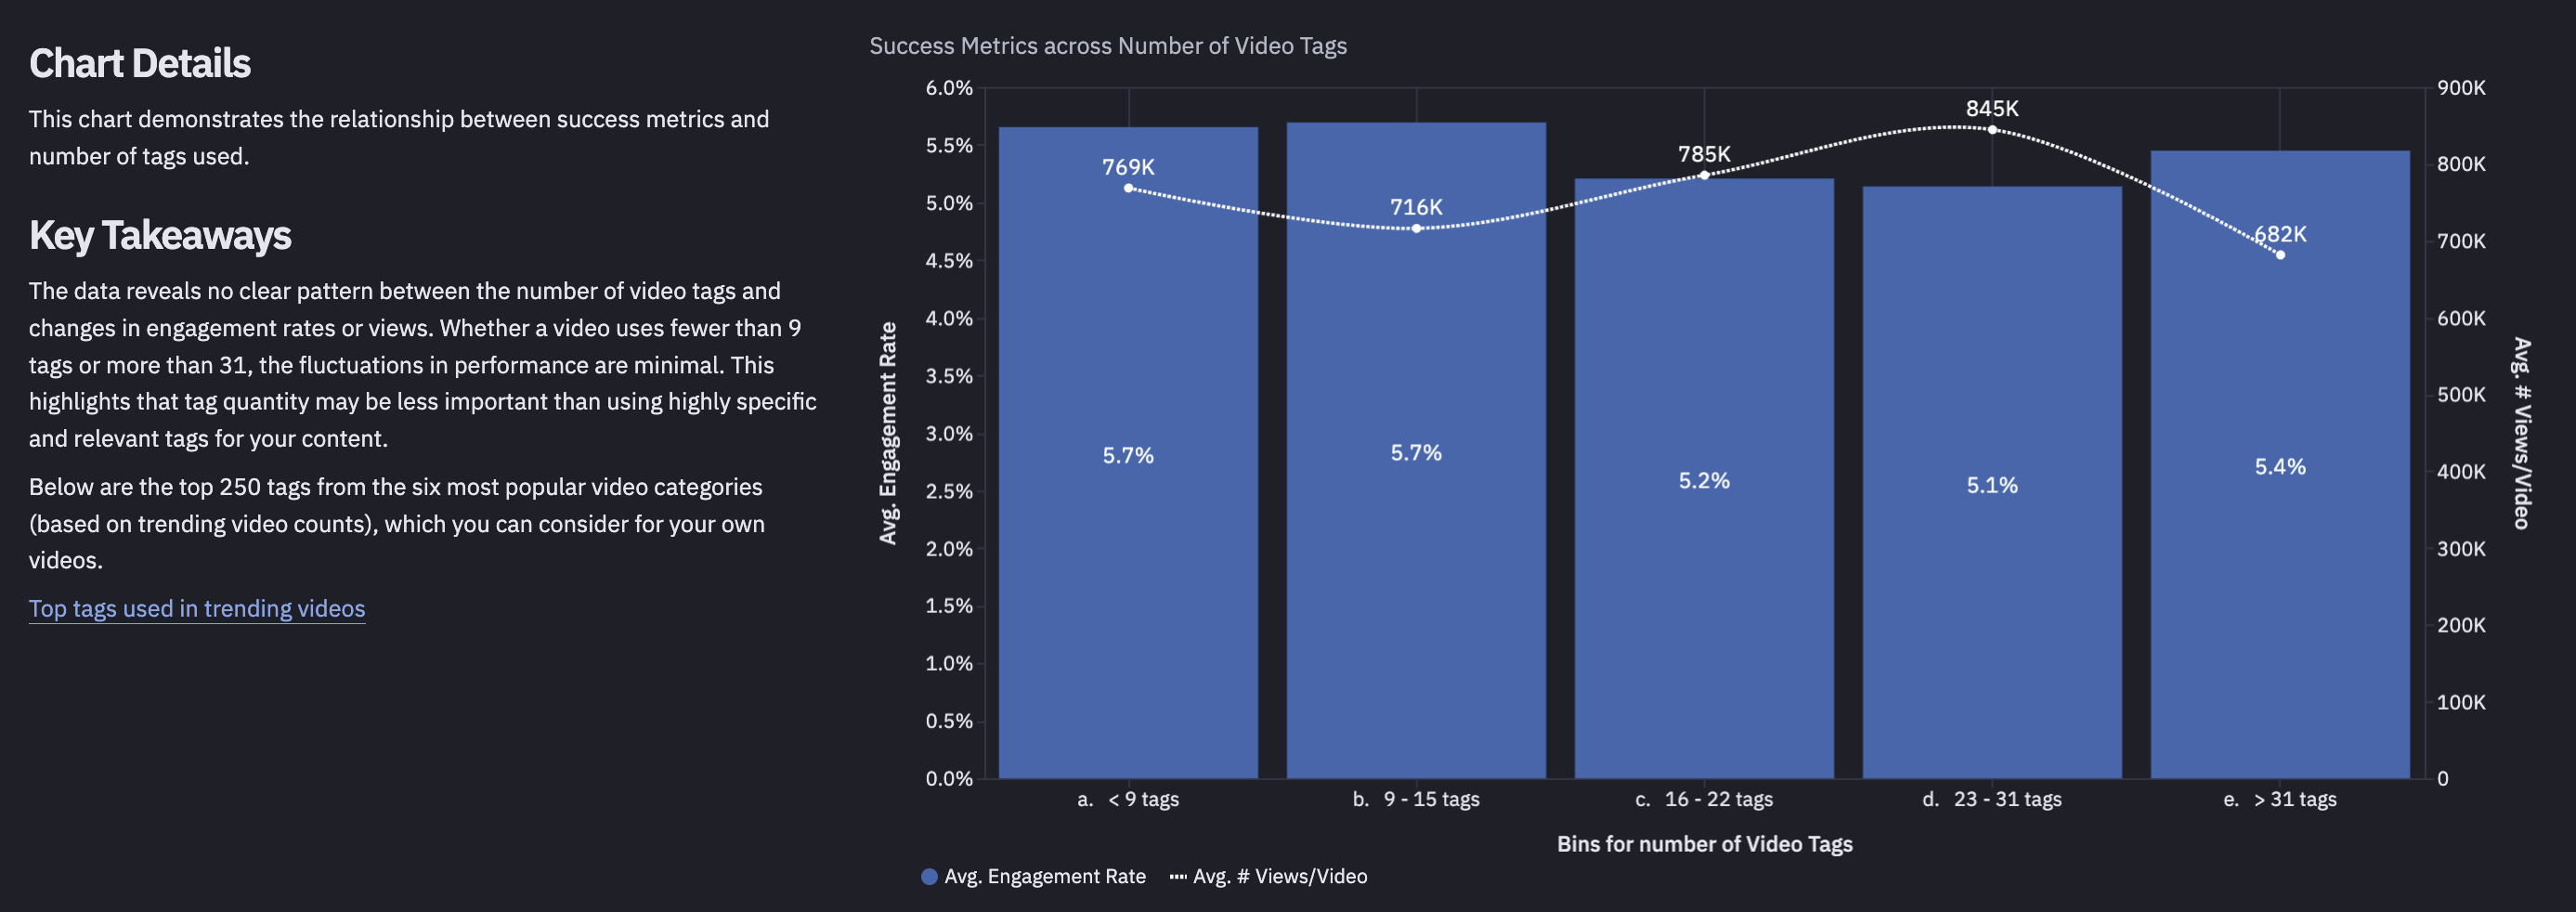 Chart Details
This chart demonstrates the relationship between success metrics and
number of tags used.
Key Takeaways
The data reveals no clear pattern between the number of video tags and
changes in engagement rates or views. Whether a video uses fewer than 9
tags or more than 31, the fluctuations in performance are minimal. This
highlights that tag quantity may be less important than using highly specific
and relevant tags for your content.
Below are the top 250 tags from the six most popular video categories
(based on trending video counts), which you can consider for your own
videos.
Top tags used in trending videos
Success Metrics across Number of Video Tags
Avg. Engagement Rate
6.0%
5.5%
5.0%
4.5%
4.0%
3.5%
3.0%
2.5%
2.0%
1.5%
1.0%
0.5%
0.0%
769K
716K
785K
845K
682K
5.7%
5.7%
5.2%
5.1%
5.4%
900K
800K
700K
600K
500K
400K
300K
200K
100K
0
Avg. # Views/Video
a. < 9 tags
b. 9 - 15 tags
c. 16 - 22 tags
d. 23 - 31 tags
e. > 31 tags
Bins for number of Video Tags
Avg. Engagement Rate
Avg. # Views/Video